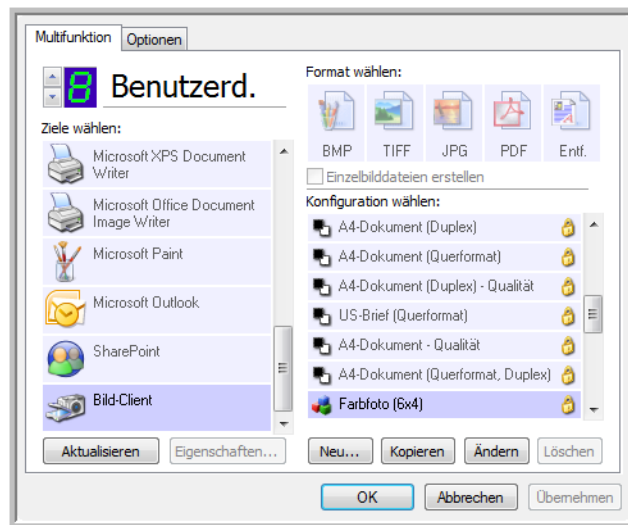 Multifunktion
Optionen
8
Benutzerd.
Ziele wählen:
Microsoft XPS Document
Writer
Microsoft Office Document
Image Writer
Microsoft Paint
Microsoft Outlook
SharePoint
Bild-Client
Aktualisieren
Eigenschaften...
Format wählen:
BMP
TIFF
JPG
PDF
Entf.
Einzelbilddateien erstellen
Konfiguration wählen:
A4-Dokument (Duplex)
A4-Dokument (Querformat)
A4-Dokument (Duplex) - Qualität
US-Brief (Querformat)
A4-Dokument - Qualität
A4-Dokument (Querformat, Duplex)
Farbfoto (6x4)
Neu...
Kopieren
Ändern
Löschen
OK
Abbrechen
Übernehmen